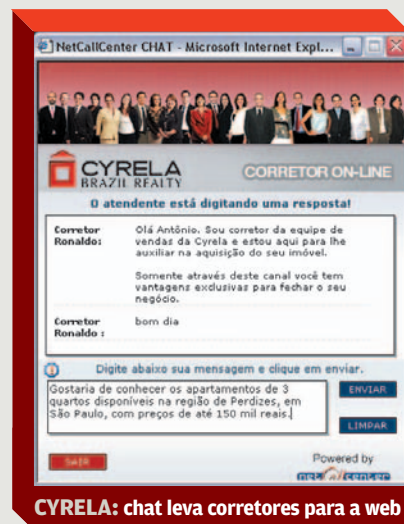 NetCallCenter CHAT - Microsoft Internet Expl...
CYRELA
BRAZIL REALTY
CORRETOR ON-LINE
O atendente está digitando uma resposta!
Corretor Ronaldo: Olá Antônio. Sou corretor da equipe de
vendas da Cyrela e estou aqui para lhe
auxiliar na aquisição do seu imóvel.
Somente através deste canal você tem
vantagens exclusivas para fechar o seu
negócio.
Corretor Ronaldo : bom dia
Digite abaixo sua mensagem e clique em enviar.
Gostaria de conhecer os apartamentos de 3
quartos disponíveis na região de Perdizes, em
São Paulo, com preços de até 150 mil reais.
ENVIAR
LIMPAR
SAIR
Powered by
netcallcenter
CYRELA: chat leva corretores para a web